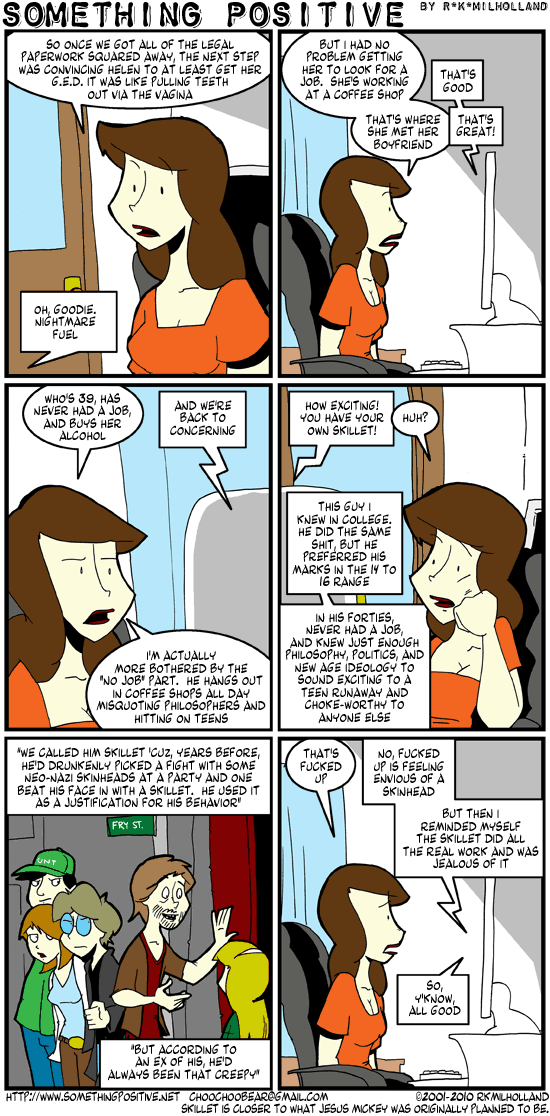 SOMETHING POSITIVE BY R*K*MILHOLLAND
SO ONCE WE GOT ALL OF THE LEGAL
PAPERWORK SQUARED AWAY, THE NEXT STEP
WAS CONVINCING HELEN TO AT LEAST GET HER
G.E.D. IT WAS LIKE PULLING TEETH
OUT VIA THE VAGINA
OH, GOODIE.
NIGHTMARE
FUEL
BUT I HAD NO
PROBLEM GETTING
HER TO LOOK FOR A
JOB. SHE'S WORKING
AT A COFFEE SHOP
THAT'S
GOOD
THAT'S WHERE
SHE MET HER
BOYFRIEND
THAT'S
GREAT!
WHO'S 38, HAS
NEVER HAD A JOB,
AND BUYS HER
ALCOHOL
AND WE'RE
BACK TO
CONCERNING
I'M ACTUALLY
MORE BOTHERED BY THE
"NO JOB" PART. HE HANGS OUT
IN COFFEE SHOPS ALL DAY
MISQUOTING PHILOSOPHERS AND
HITTING ON TEENS
HOW EXCITING!
YOU HAVE YOUR
OWN SKILLET!
HUH?
THIS GUY I
KNEW IN COLLEGE.
HE DID THE SAME
SHIT, BUT HE
PREFERRED HIS
MARKS IN THE 14 TO
16 RANGE
IN HIS FORTIES,
NEVER HAD A JOB,
AND KNEW JUST ENOUGH
PHILOSOPHY, POLITICS, AND
NEW AGE IDEOLOGY TO
SOUND EXCITING TO A
TEEN RUNAWAY AND
CHOKE-WORTHY TO
ANYONE ELSE
"WE CALLED HIM SKILLET 'CUZ, YEARS BEFORE,
HE'D DRUNKENLY PICKED A FIGHT WITH SOME
NEO-NAZI SKINHEADS AT A PARTY AND ONE
BEAT HIS FACE IN WITH A SKILLET. HE USED IT
AS A JUSTIFICATION FOR HIS BEHAVIOR"
FRY ST.
UNT
"BUT ACCORDING TO
AN EX OF HIS, HE'D
ALWAYS BEEN THAT CREEPY"
THAT'S
FUCKED
UP
NO, FUCKED
UP IS FEELING
ENVIOUS OF A
SKINHEAD
BUT THEN I
REMINDED MYSELF
THE SKILLET DID ALL
THE REAL WORK AND WAS
JEALOUS OF IT
SO,
Y'KNOW,
ALL GOOD
HTTP://WWW.SOMETHINGPOSITIVE.NET CHOOCHOOBEAR@GMAIL.COM ©2001-2010 RKMILHOLLAND
SKILLET IS CLOSER TO WHAT JESUS MICKEY WAS ORIGINALLY PLANNED TO BE.